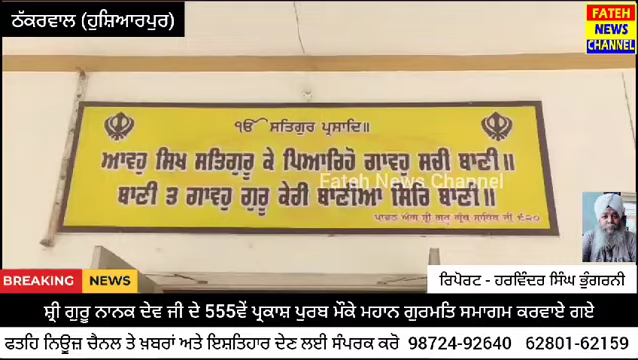 ਠੱਕਰਵਾਲ (ਹੁਸ਼ਿਆਰਪੁਰ)
FATEH
NEWS
CHANNEL
ੴ ਸਤਿਗੁਰ ਪ੍ਰਸਾਦਿ॥
ਆਵਹੁ ਸਿਖ ਸਤਿਗੁਰੂ ਕੇ ਪਿਆਰਿਹੋ ਗਾਵਹੁ ਸਚੀ ਬਾਣੀ॥
ਬਾਣੀ ਤ ਗਾਵਹੁ ਗੁਰੂ ਕੇਰੀ ਬਾਣੀਆ ਸਿਰਿ ਬਾਣੀ॥
Fateh News Channel
ਸ੍ਰੀ ਗੁਰੂ ਗ੍ਰੰਥ ਸਾਹਿਬ ਜੀ ੯੨੦
ਰਿਪੋਰਟ - ਹਰਵਿੰਦਰ ਸਿੰਘ ਭੁੰਗਰਨੀ
BREAKING NEWS
ਸ਼੍ਰੀ ਗੁਰੂ ਨਾਨਕ ਦੇਵ ਜੀ ਦੇ 555ਵੇਂ ਪ੍ਰਕਾਸ਼ ਪੁਰਬ ਮੌਕੇ ਮਹਾਨ ਗੁਰਮਤਿ ਸਮਾਗਮ ਕਰਵਾਏ ਗਏ
ਫਤਹਿ ਨਿਊਜ਼ ਚੈਨਲ ਤੇ ਖ਼ਬਰਾਂ ਅਤੇ ਇਸ਼ਤਿਹਾਰ ਦੇਣ ਲਈ ਸੰਪਰਕ ਕਰੋ 98724-92640 62801-62159